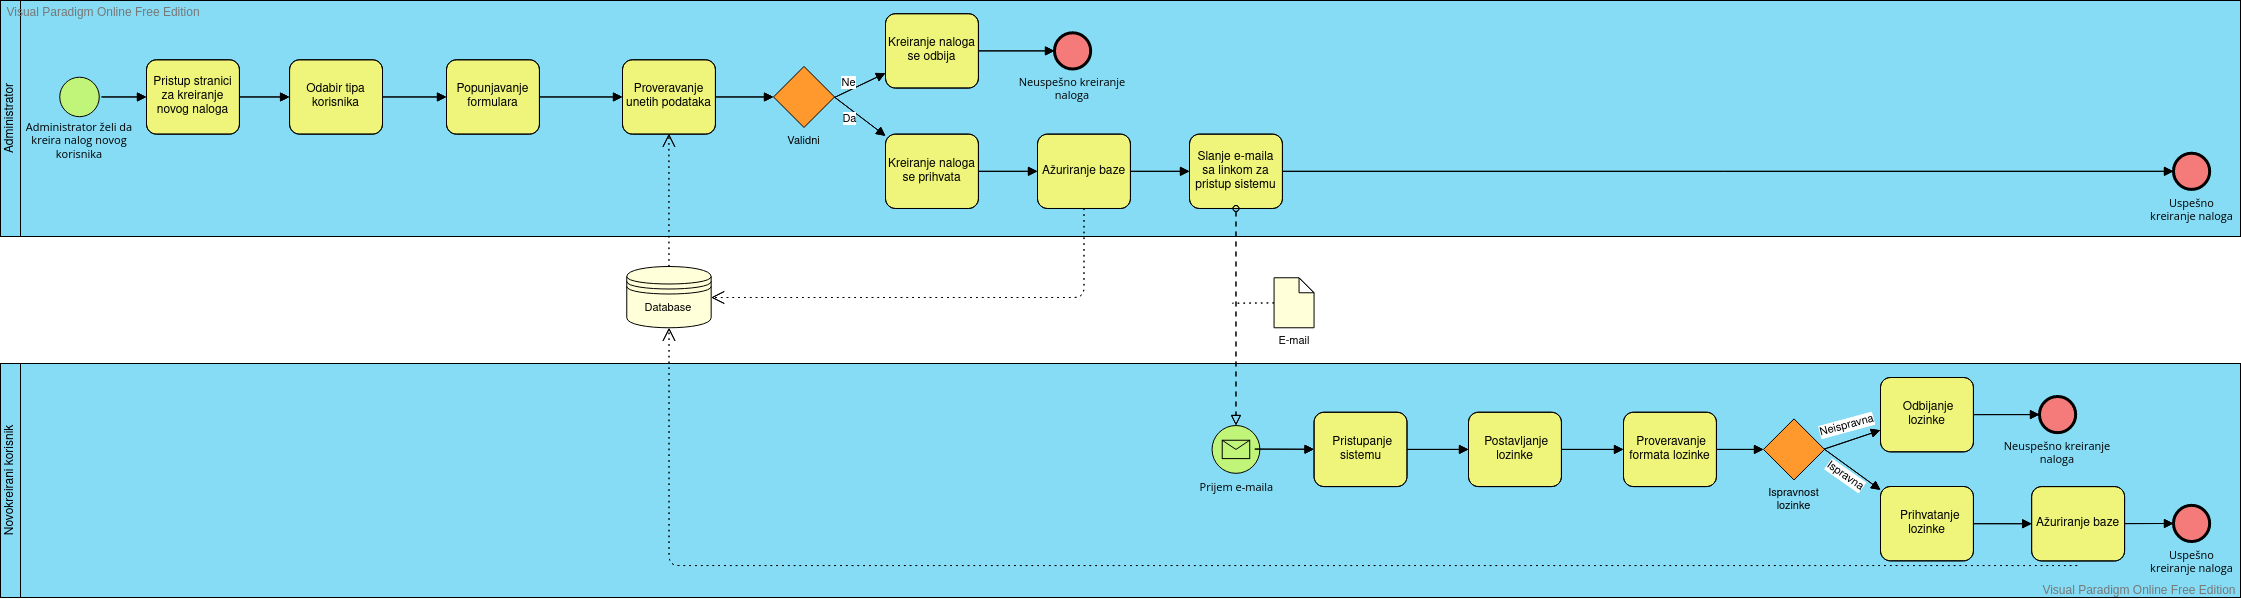 Visual Paradigm Online Free Edition
Administrator
Administrator želi da
kreira nalog novog
korisnika
Pristup stranici
za kreiranje
novog naloga
Odabir tipa
korisnika
Popunjavanje
formulara
Proveravanje
unetih podataka
Validni
Ne
Da
Kreiranje naloga
se odbija
Neuspešno kreiranje
naloga
Kreiranje naloga
se prihvata
Ažuriranje baze
Slanje e-maila
sa linkom za
pristup sistemu
Uspešno
kreiranje naloga
Database
E-mail
Novokreirani korisnik
Prijem e-maila
Pristupanje
sistemu
Postavljanje
lozinke
Proveravanje
formata lozinke
Ispravnost
lozinke
Neispravna
Ispravna
Odbijanje
lozinke
Neuspešno kreiranje
naloga
Prihvatanje
lozinke
Ažuriranje baze
Uspešno
kreiranje naloga
Visual Paradigm Online Free Edition